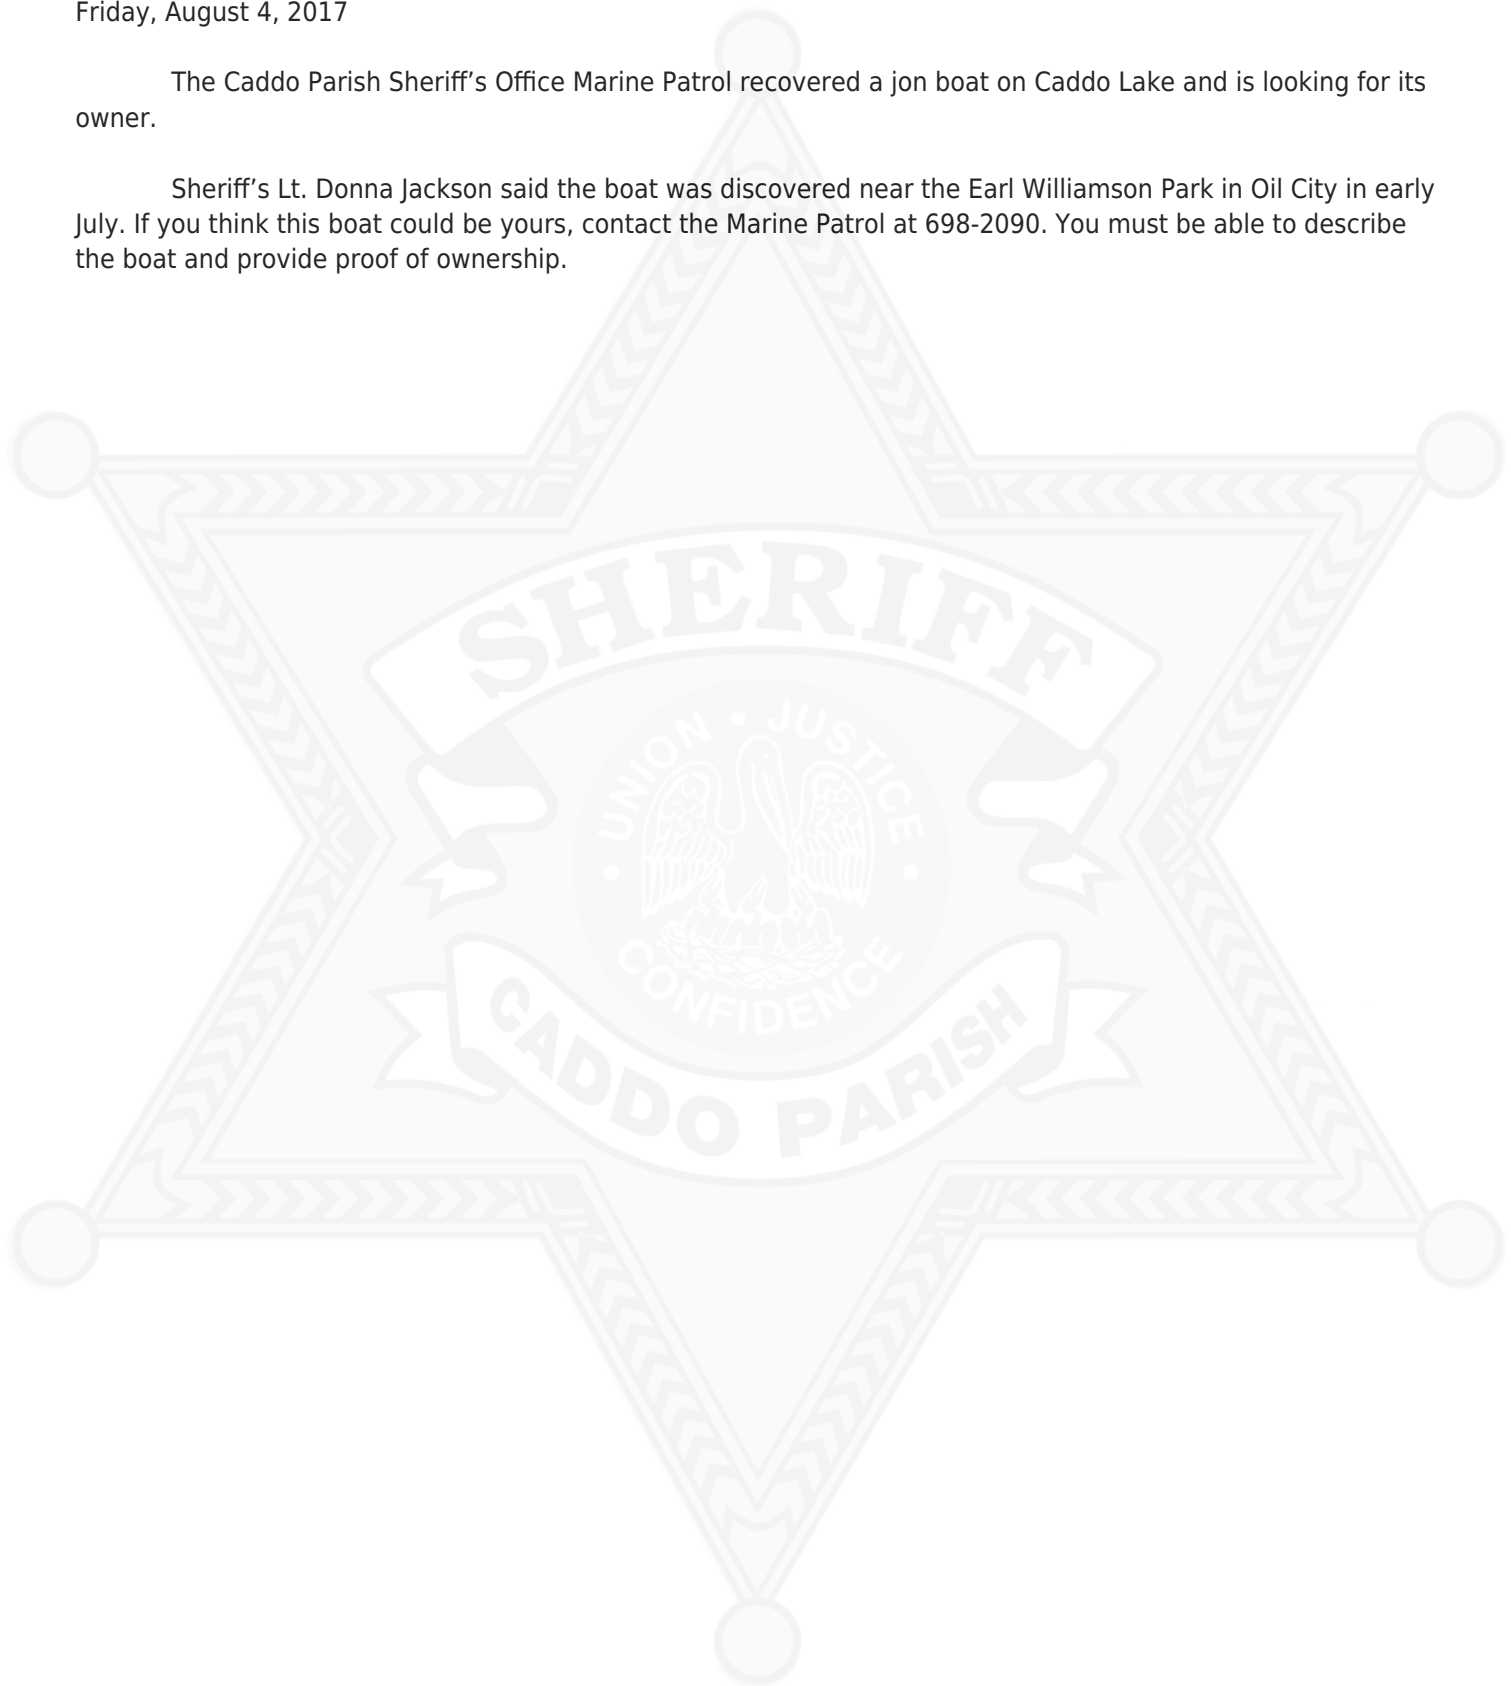 Friday, August 4, 2017
The Caddo Parish Sheriff’s Office Marine Patrol recovered a jon boat on Caddo Lake and is looking for its
owner.
Sheriff’s Lt. Donna Jackson said the boat was discovered near the Earl Williamson Park in Oil City in early
July. If you think this boat could be yours, contact the Marine Patrol at 698-2090. You must be able to describe
the boat and provide proof of ownership.
SHERIFF
UNION • JUSTICE
• CONFIDENCE •
CADDO PARISH